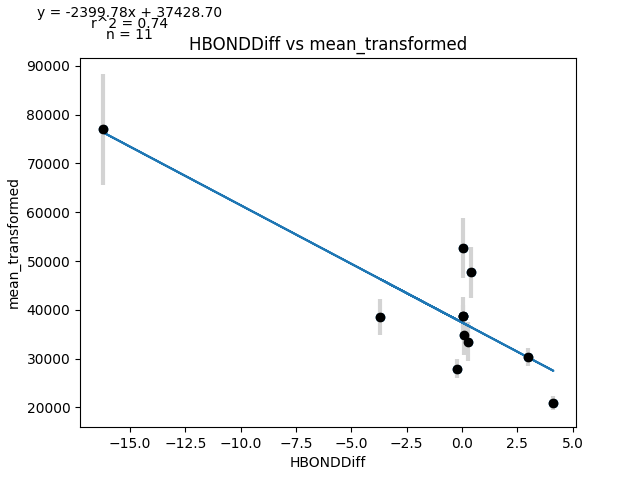 y = -2399.78x + 37428.70
r^2 = 0.74
n = 11
HBONDDiff vs mean_transformed
90000
80000
70000
60000
50000
40000
30000
20000
mean_transformed
−15.0 −12.5 −10.0 −7.5 −5.0 −2.5 0.0 2.5 5.0
HBONDDiff